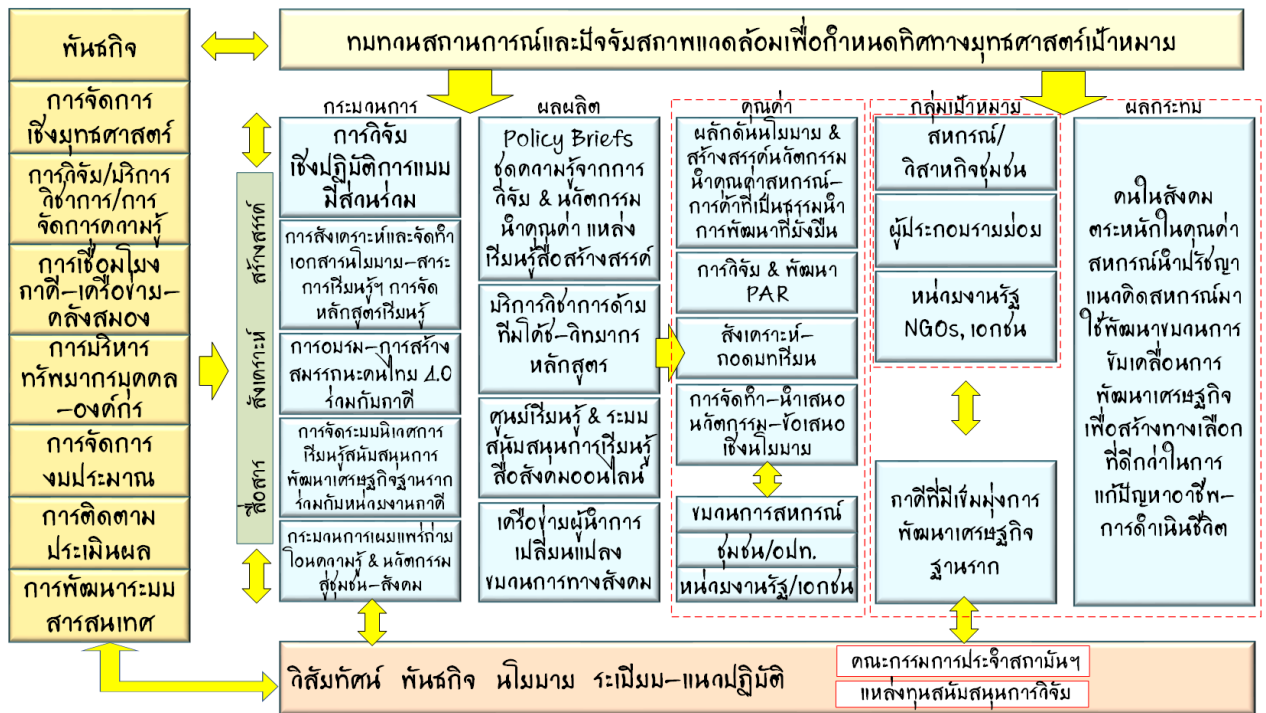 พันธกิจ
ทบทวนสถานการณ์และปัจจัยสภาพแวดล้อมเพื่อกำหนดทิศทางยุทธศาสตร์เป้าหมาย
การจัดการ
เชิงยุทธศาสตร์
การวิจัย/บริการ
วิชาการ/การ
จัดการความรู้
การเชื่อมโยง
ภาคี-เครือข่าย-
คลังสมอง
การบริหาร
ทรัพยากรบุคคล
-องค์กร
การจัดการ
งบประมาณ
การติดตาม
ประเมินผล
การพัฒนาระบบ
สารสนเทศ
สร้างสรรค์
สังเคราะห์
สื่อสาร
กระบวนการ
การวิจัย
เชิงปฏิบัติการแบบ
มีส่วนร่วม
การสังเคราะห์และจัดทำ
เอกสารนโยบาย-สาระ
การเรียนรู้ฯ การจัด
หลักสูตรเรียนรู้
การอบรม-การสร้าง
สมรรถนะคนไทย 4.0
ร่วมกับภาคี
การจัดระบบนิเวศการ
เรียนรู้สนับสนุนการ
พัฒนาเศรษฐกิจฐานราก
ร่วมกับหน่วยงานภาคี
กระบวนการเผยแพร่ถ่าย
โอนความรู้ & นวัตกรรม
สู่ชุมชน-สังคม
ผลผลิต
Policy Briefs
ชุดความรู้จากการ
วิจัย & นวัตกรรม
นำคุณค่า แหล่ง
เรียนรู้สื่อสร้างสรรค์
บริการวิชาการด้าย
ทีมโค้ช-วิทยากร
หลักสูตร
ศูนย์เรียนรู้ & ระบบ
สนับสนุนการเรียนรู้
สื่อสังคมออนไลน์
เครือข่ายผู้นำการ
เปลี่ยนแปลง
ขบวนการทางสังคม
คุณค่า
ผลักดันนโยบาย &
สร้างสรรค์นวัตกรรม
นำคุณค่าสหกรณ์-
การค้าที่เป็นธรรมนำ
การพัฒนาที่ยั่งยืน
การวิจัย & พัฒนา
PAR
สังเคราะห์-
ถอดบทเรียน
การจัดทำ-นำเสนอ
นวัตกรรม-ข้อเสนอ
เชิงนโยบาย
ขบวนการสหกรณ์
ชุมชน/อปท.
หน่วยงานรัฐ/เอกชน
กลุ่มเป้าหมาย
สหกรณ์/
วิสาหกิจชุมชน
ผู้ประกอบรายย่อย
หน่วยงานรัฐ
NGOs, เอกชน
ภาคีที่มีเข็มมุ่งการ
พัฒนาเศรษฐกิจ
ฐานราก
ผลกระทบ
คนในสังคม
ตระหนักในคุณค่า
สหกรณ์นำปรัชญา
แนวคิดสหกรณ์มา
ใช้พัฒนาขบวนการ
ขับเคลื่อนการ
พัฒนาเศรษฐกิจ
เพื่อสร้างทางเลือก
ที่ดีกว่าในการ
แก้ปัญหาอาชีพ-
การดำเนินชีวิต
วิสัยทัศน์ พันธกิจ นโยบาย ระเบียบ-แนวปฏิบัติ
คณะกรรมการประจำสถาบันฯ
แหล่งทุนสนับสนุนการวิจัย